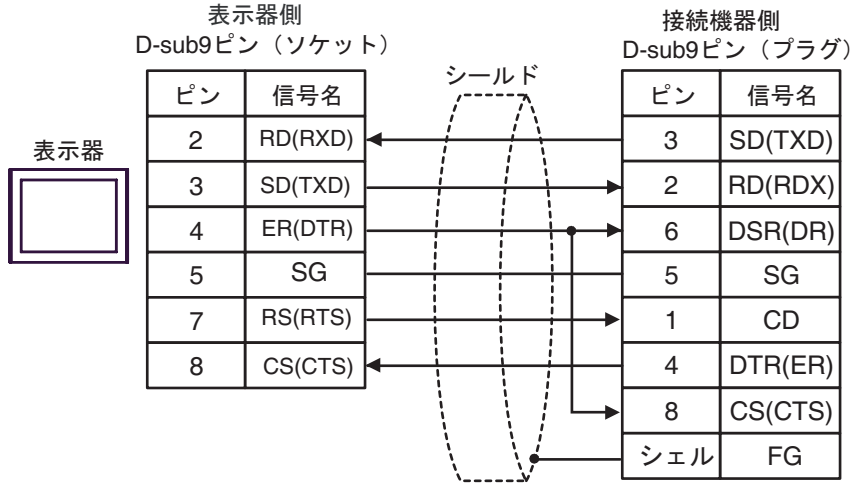 表示器側
D-sub9ピン（ソケット）
接続機器側
D-sub9ピン（プラグ）
シールド
表示器
ピン 信号名
2 RD(RXD)
3 SD(TXD)
4 ER(DTR)
5 SG
7 RS(RTS)
8 CS(CTS)
ピン 信号名
3 SD(TXD)
2 RD(RDX)
6 DSR(DR)
5 SG
1 CD
4 DTR(ER)
8 CS(CTS)
シェル FG